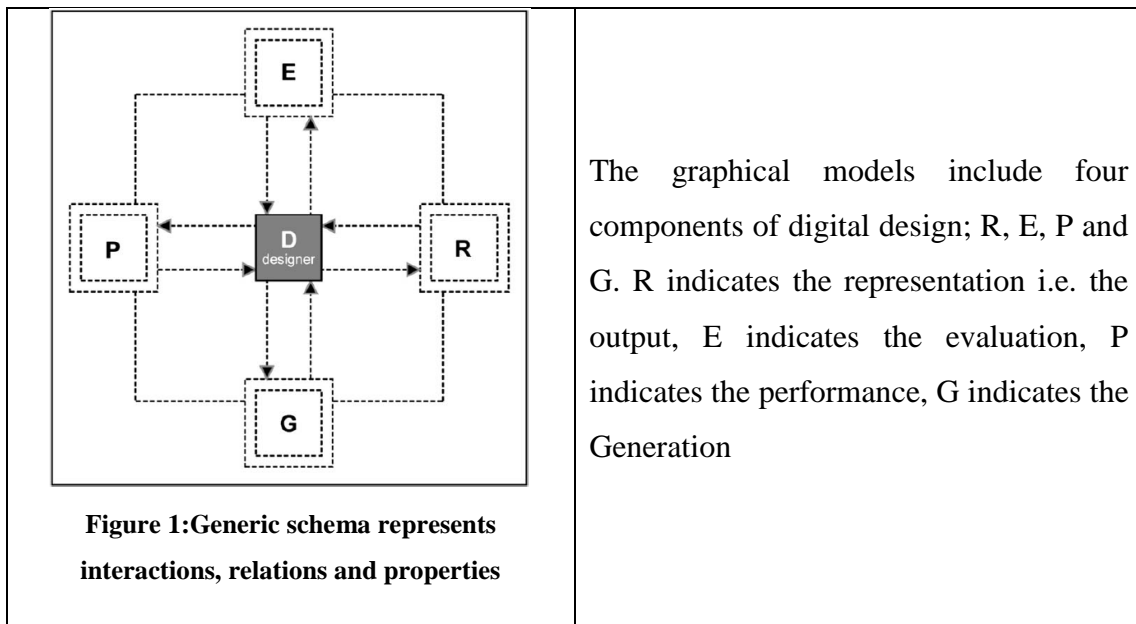 E
P
D
designer
R
G
Figure 1:Generic schema represents
interactions, relations and properties
The graphical models include four
components of digital design; R, E, P and
G. R indicates the representation i.e. the
output, E indicates the evaluation, P
indicates the performance, G indicates the
Generation